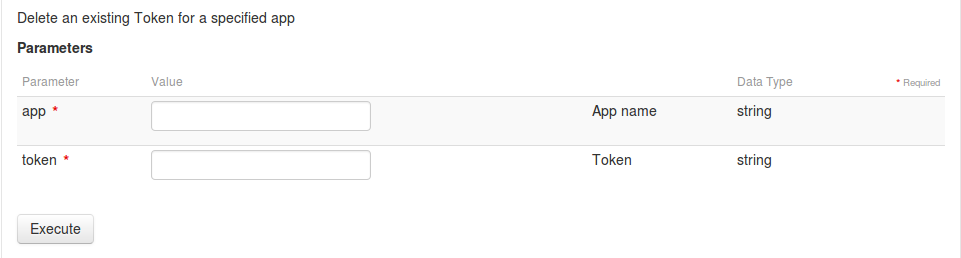 Delete an existing Token for a specified app
Parameters
Parameter Value Data Type * Required
app * App name string
token * Token string
Execute